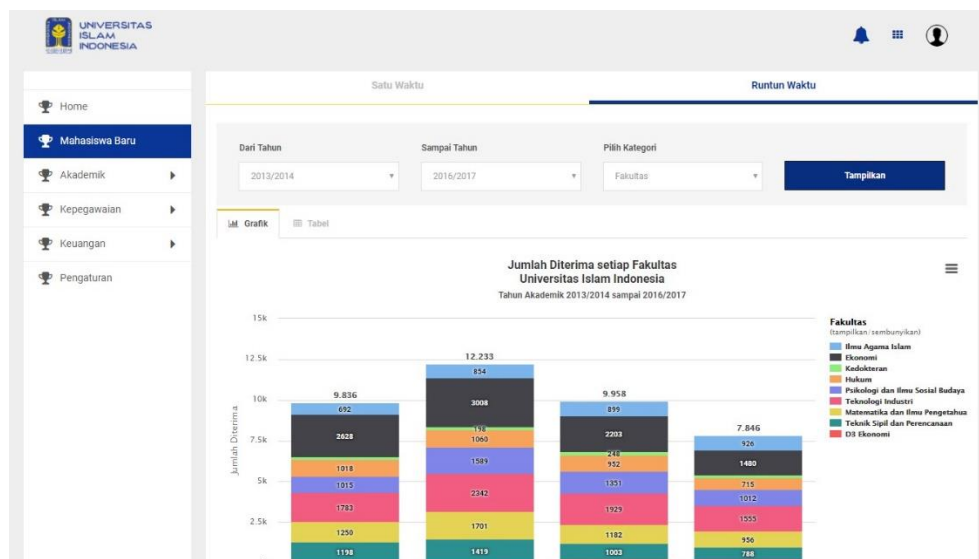 UNIVERSITAS
ISLAM
INDONESIA
Home
Mahasiswa Baru
Akademik
Kepegawaian
Keuangan
Pengaturan
Satu Waktu
Runtun Waktu
Dari Tahun
Sampai Tahun
Pilih Kategori
2013/2014
2016/2017
Fakultas
Tampilkan
Grafik
Tabel
Jumlah Diterima setiap Fakultas
Universitas Islam Indonesia
Tahun Akademik 2013/2014 sampai 2016/2017
Jumlah Diterima
15k
12.5k
10k
7.5k
5k
2.5k
9.836
692
2628
1018
1015
1783
1250
1198
12.233
854
3008
198
1060
1589
2342
1701
1419
9.958
899
2203
248
952
1351
1929
1182
1003
7.846
926
1480
715
1012
1555
956
788
Fakultas
(tampilkan/sembunyikan)
Ilmu Agama Islam
Ekonomi
Kedokteran
Hukum
Psikologi dan Ilmu Sosial Budaya
Teknologi Industri
Matematika dan Ilmu Pengetahua
Teknik Sipil dan Perencanaan
D3 Ekonomi